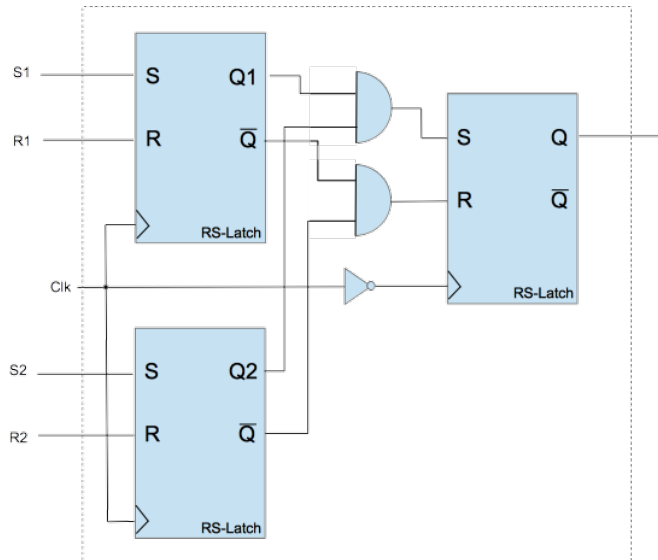 S1
R1
S
Q1
R
Q̅
RS-Latch
S
Q
R
Q̅
RS-Latch
Clk
S2
R2
S
Q2
R
Q̅
RS-Latch